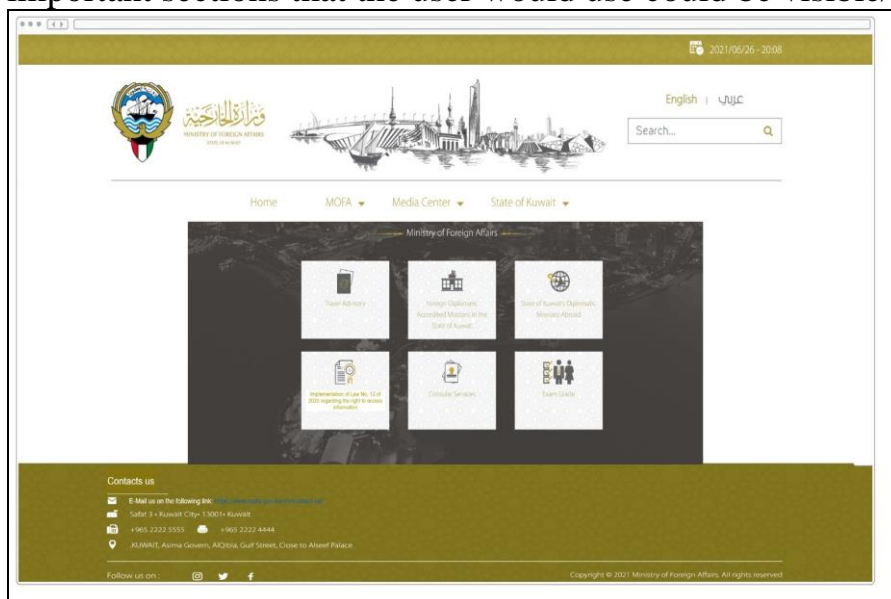 important sections that the user would use could be visible.
2021/06/26 - 20:08
وزارة الخارجية
MINISTRY OF FOREIGN AFFAIRS
STATE OF KUWAIT
English | عربي
Search...
Home MOFA Media Center State of Kuwait
Ministry of Foreign Affairs
Travel Advisory
Foreign Diplomatic
Accredited Missions in the
State of Kuwait
State of Kuwait's Diplomatic
Missions Abroad
Implementation of Law No. 12 of
2020 regarding the right to access
information
Consular Services
Exam Grade
Contacts us
E-Mail us on the following link:
Safat 3 - Kuwait City- 13001- Kuwait
+965 2222 5555 +965 2222 4444
.KUWAIT, Asima Govern, AlQibla, Gulf Street, Close to Alseef Palace
Follow us on :
Copyright © 2021 Ministry of Foreign Affairs. All rights reserved